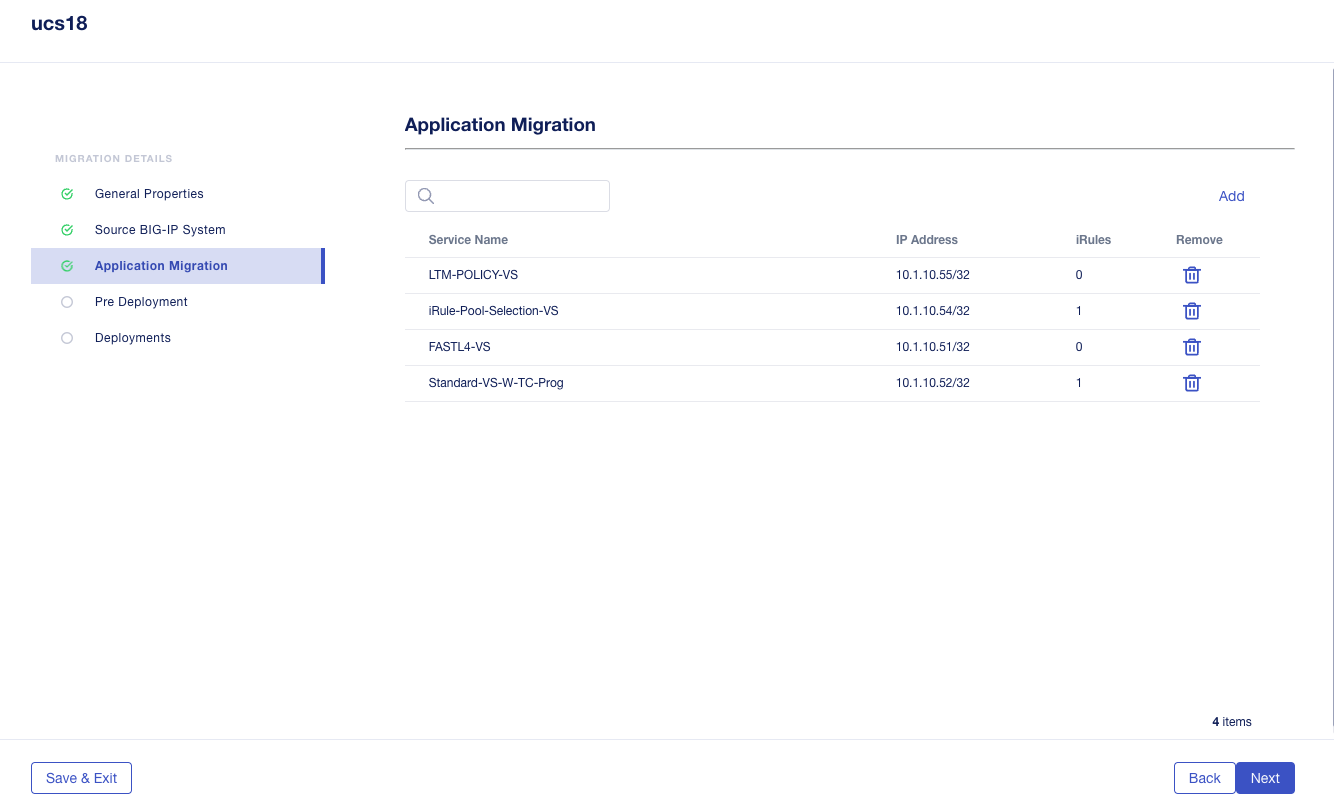 ucs18
MIGRATION DETAILS
General Properties
Source BIG-IP System
Application Migration
Pre Deployment
Deployments
Application Migration
Add
Service Name IP Address iRules Remove
LTM-POLICY-VS 10.1.10.55/32 0
iRule-Pool-Selection-VS 10.1.10.54/32 1
FASTL4-VS 10.1.10.51/32 0
Standard-VS-W-TC-Prog 10.1.10.52/32 1
4 items
Save & Exit Back Next